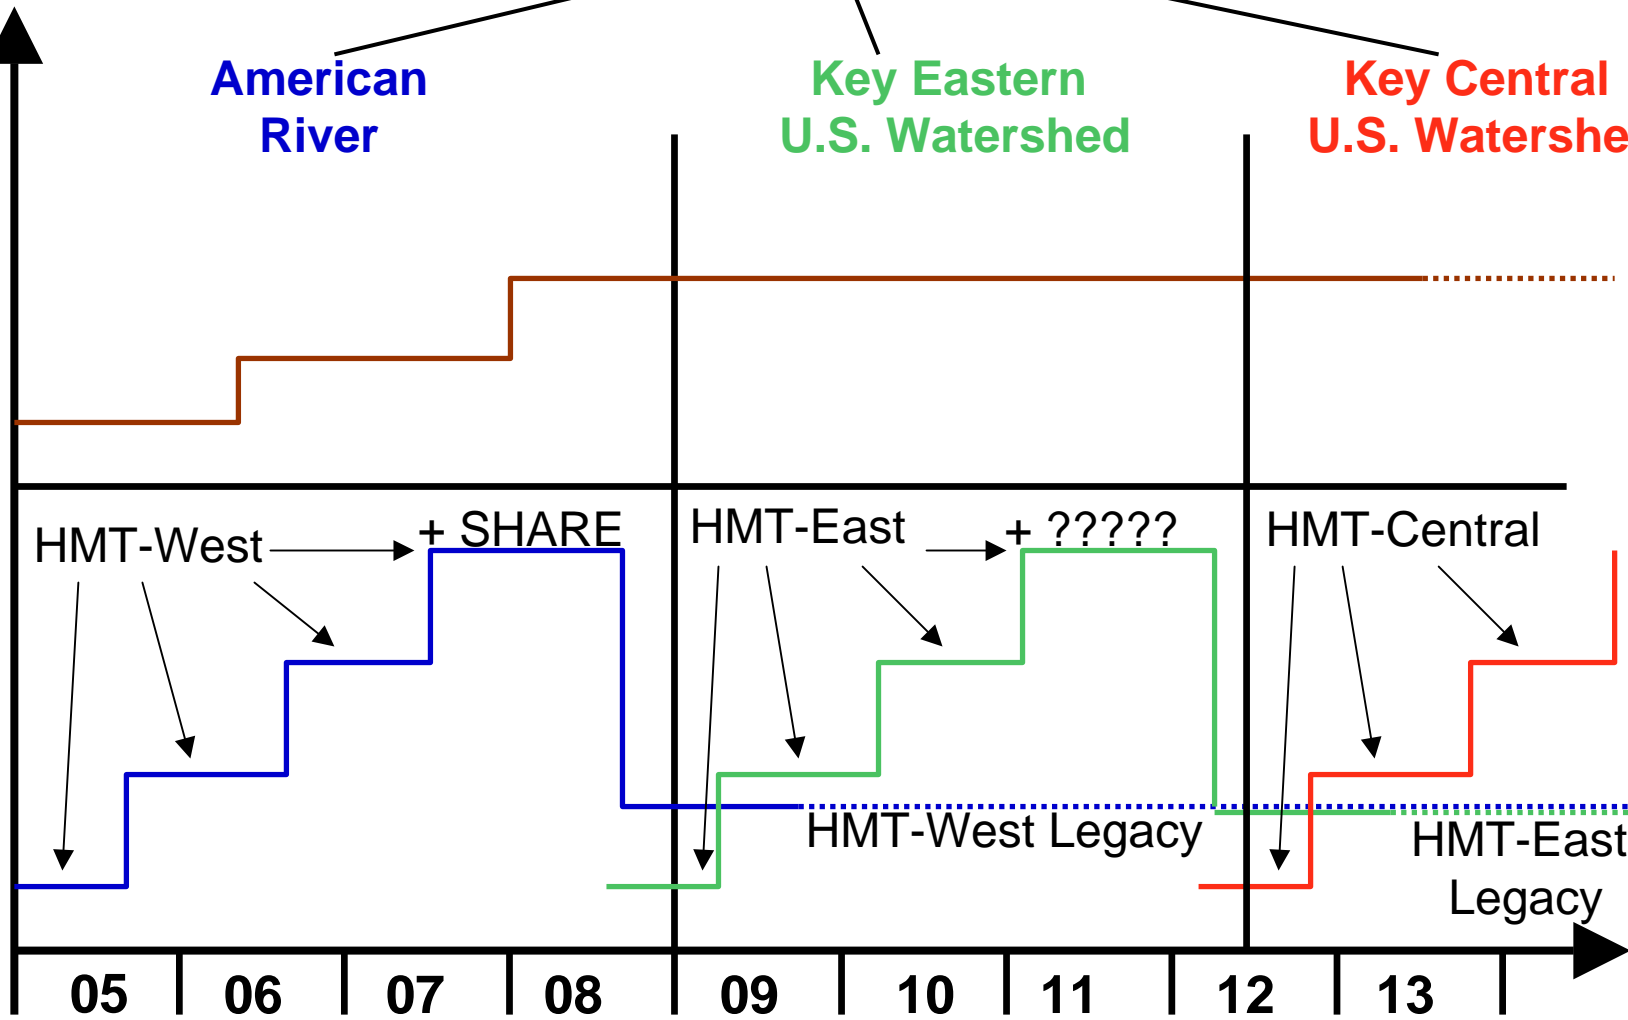 American
River
Key Eastern
U.S. Watershed
Key Central
U.S. Watershe
HMT-West
+ SHARE
HMT-East
+ ?????
HMT-Central
HMT-West Legacy
HMT-East
Legacy
05 06 07 08 09 10 11 12 13